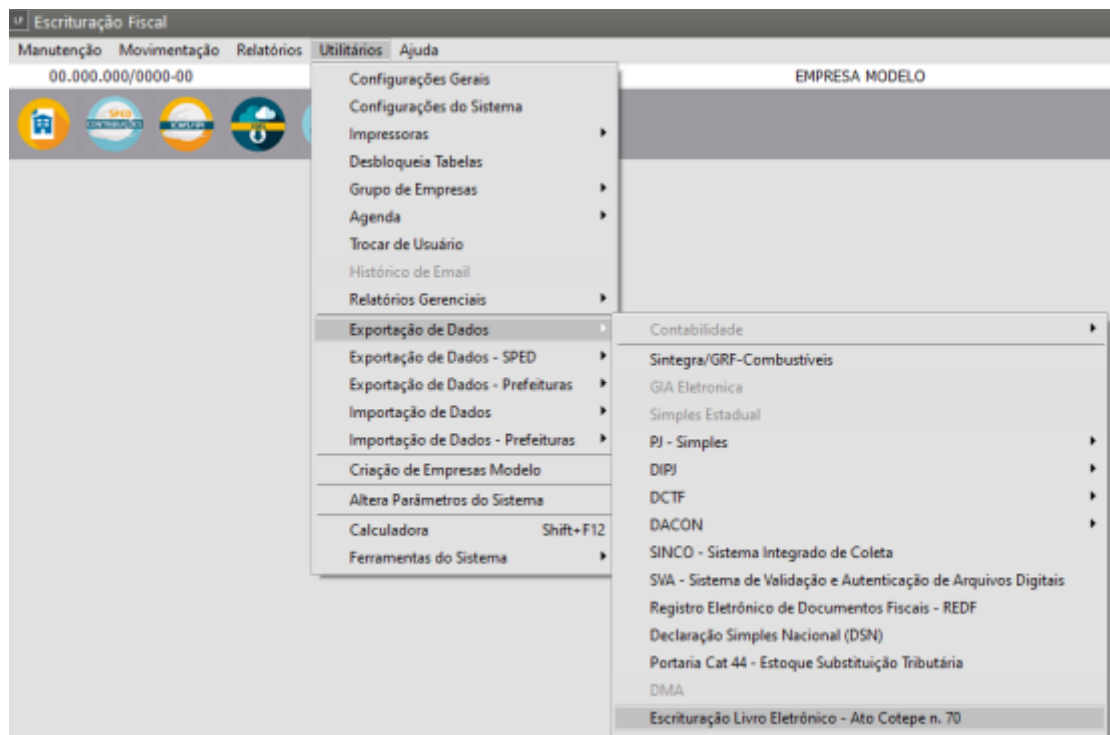 Escrituração Fiscal
Manutenção Movimentação Relatórios Utilitários Ajuda
00.000.000/0000-00 EMPRESA MODELO
SPED
CONTRIBUIÇÕES
Configurações Gerais
Configurações do Sistema
Impressoras
Desbloqueia Tabelas
Grupo de Empresas
Agenda
Trocar de Usuário
Histórico de Email
Relatórios Gerenciais
Exportação de Dados
Exportação de Dados - SPED
Exportação de Dados - Prefeituras
Importação de Dados
Importação de Dados - Prefeituras
Criação de Empresas Modelo
Altera Parâmetros do Sistema
Calculadora Shift+F12
Ferramentas do Sistema
Contabilidade
Sintegra/GRF-Combustíveis
GIA Eletronica
Simples Estadual
PJ - Simples
DIPJ
DCTF
DACON
SINCO - Sistema Integrado de Coleta
SVA - Sistema de Validação e Autenticação de Arquivos Digitais
Registro Eletrônico de Documentos Fiscais - REDF
Declaração Simples Nacional (DSN)
Portaria Cat 44 - Estoque Substituição Tributária
DMA
Escrituração Livro Eletrônico - Ato Cotepe n. 70